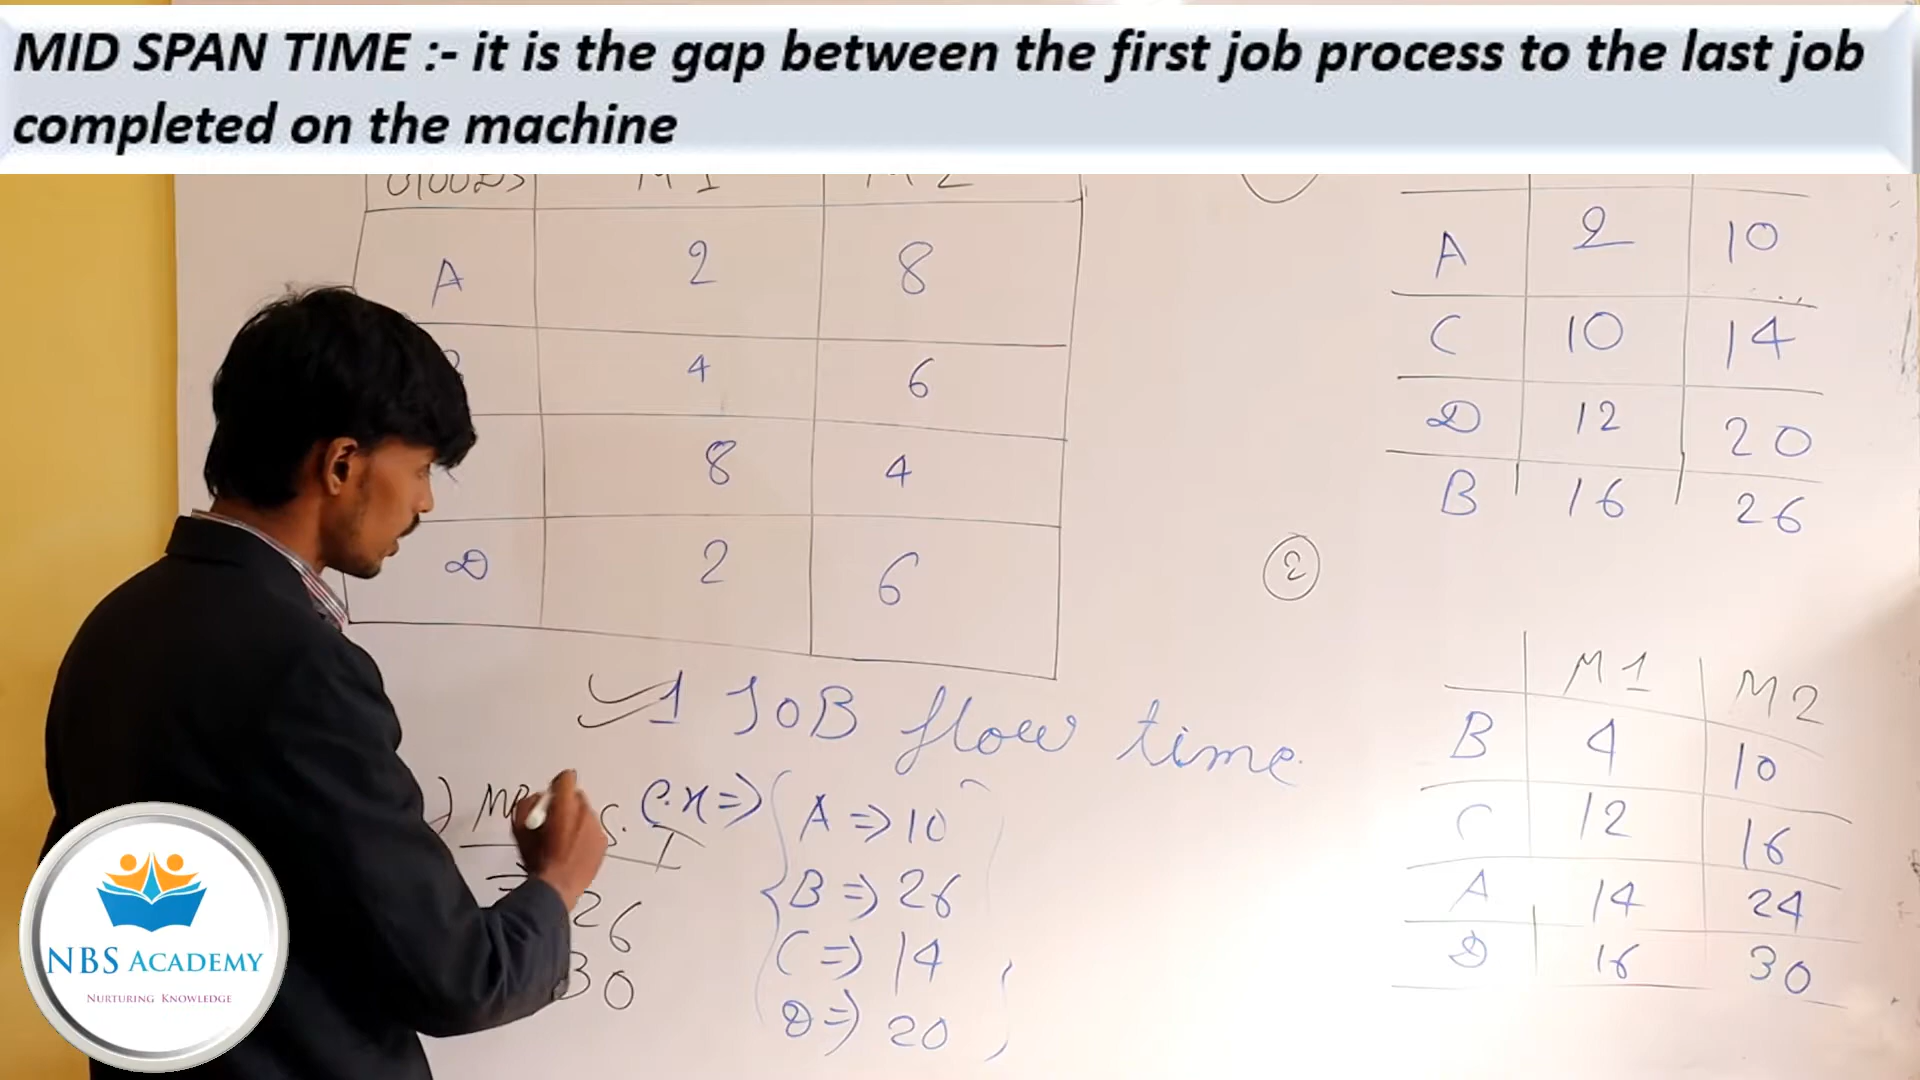 MID SPAN TIME :- it is the gap between the first job process to the last job
completed on the machine
M1 M2
A 2 8
4 6
8 4
D 2 6
A 2 10
C 10 14
D 12 20
B 16 26
2
M1 M2
B 4 10
C 12 16
A 14 24
D 16 30
1 JOB flow time
e.x => A => 10
B => 26
C => 14
D => 20
26
30
NBS ACADEMY
NURTURING KNOWLEDGE